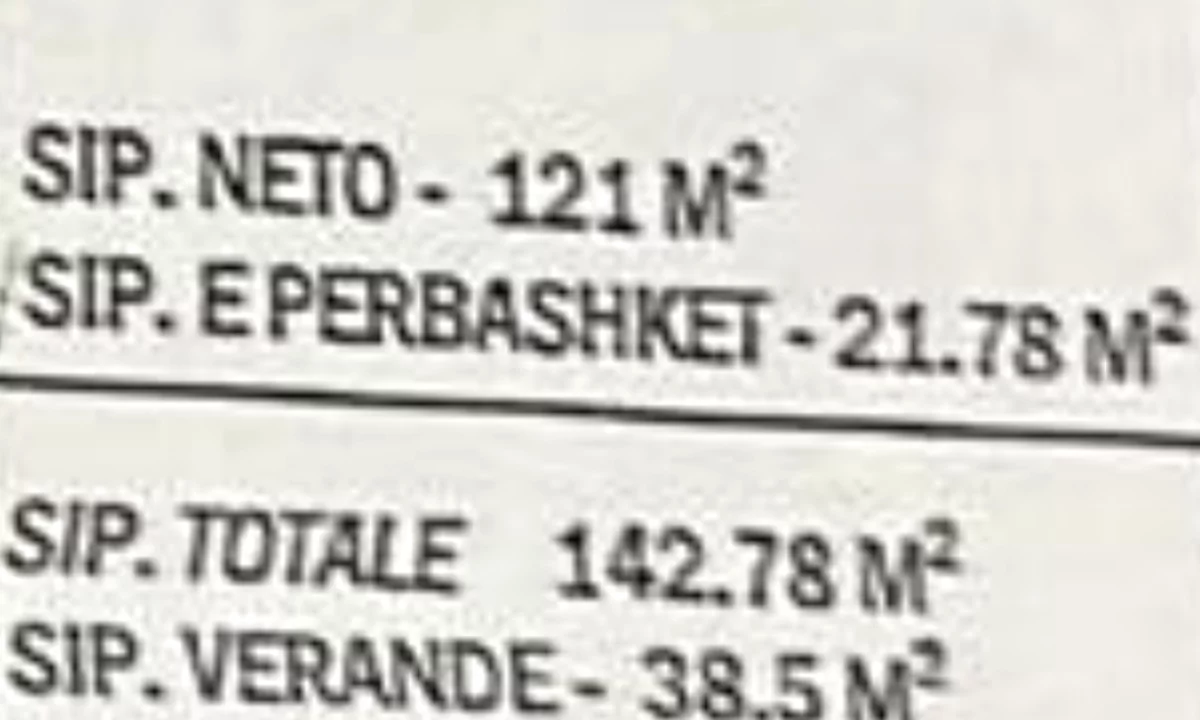 SIP. NETO - 121 M²
SIP. E PERBASHKET - 21.78 M²
SIP. TOTALE 142.78 M²
SIP. VERANDE - 38.5 M²